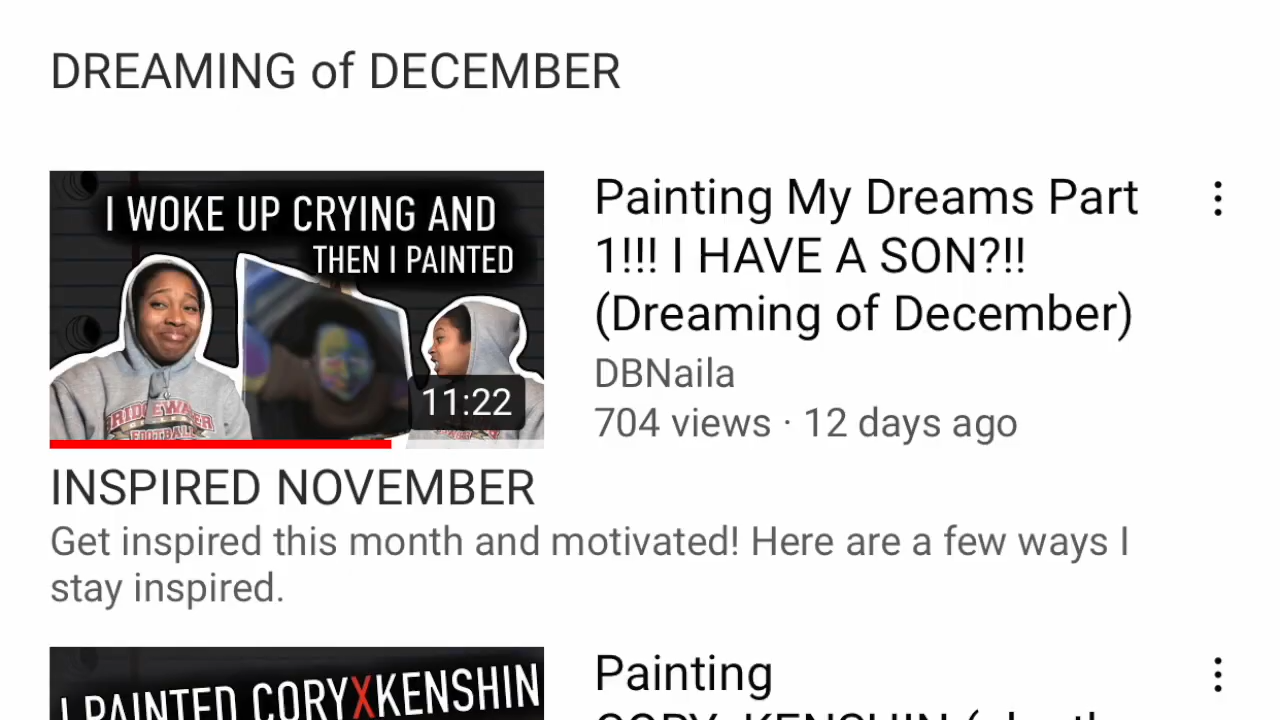 DREAMING of DECEMBER
I WOKE UP CRYING AND
THEN I PAINTED
11:22
Painting My Dreams Part
1!!! I HAVE A SON?!!
(Dreaming of December)
DBNaila
704 views · 12 days ago
INSPIRED NOVEMBER
Get inspired this month and motivated! Here are a few ways I
stay inspired.
I PAINTED CORYXKENSHIN
Painting